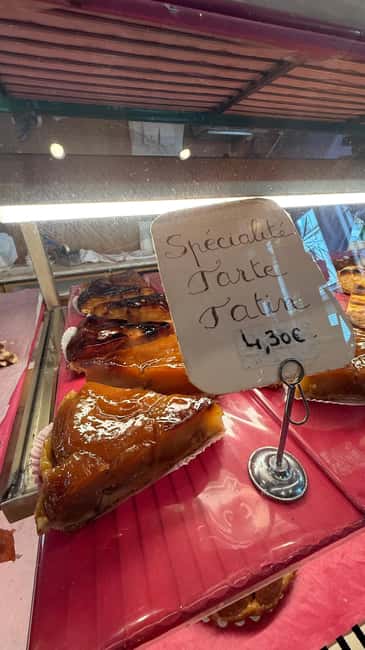 Spécialité
Tarte
Tatin
4,30€